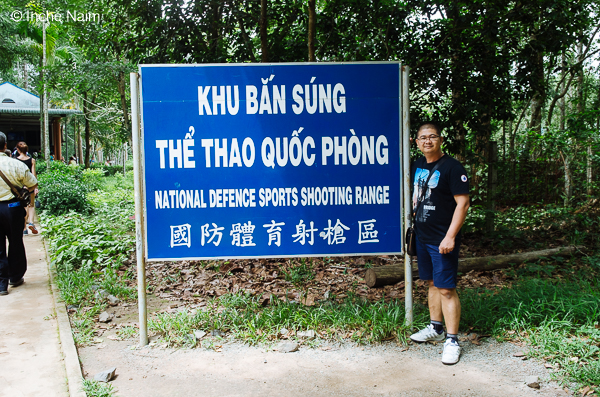 © Inche Naim
KHU BẮN SÚNG
THỂ THAO QUỐC PHÒNG
NATIONAL DEFENCE SPORTS SHOOTING RANGE
國防體育射槍區